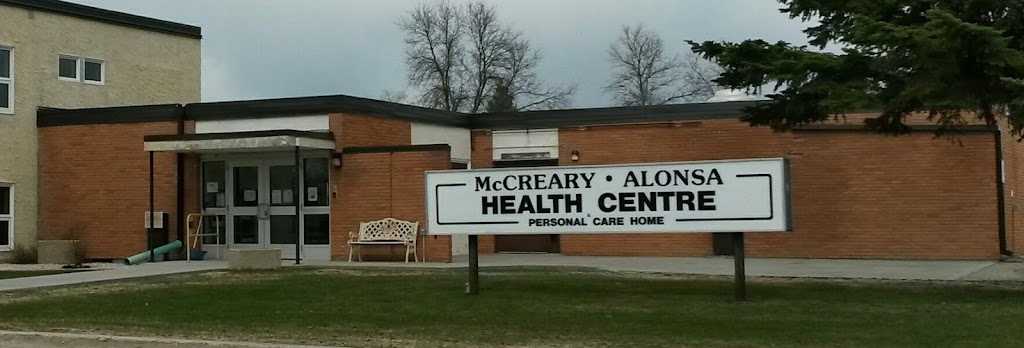 McCREARY • ALONSA
HEALTH CENTRE
PERSONAL CARE HOME